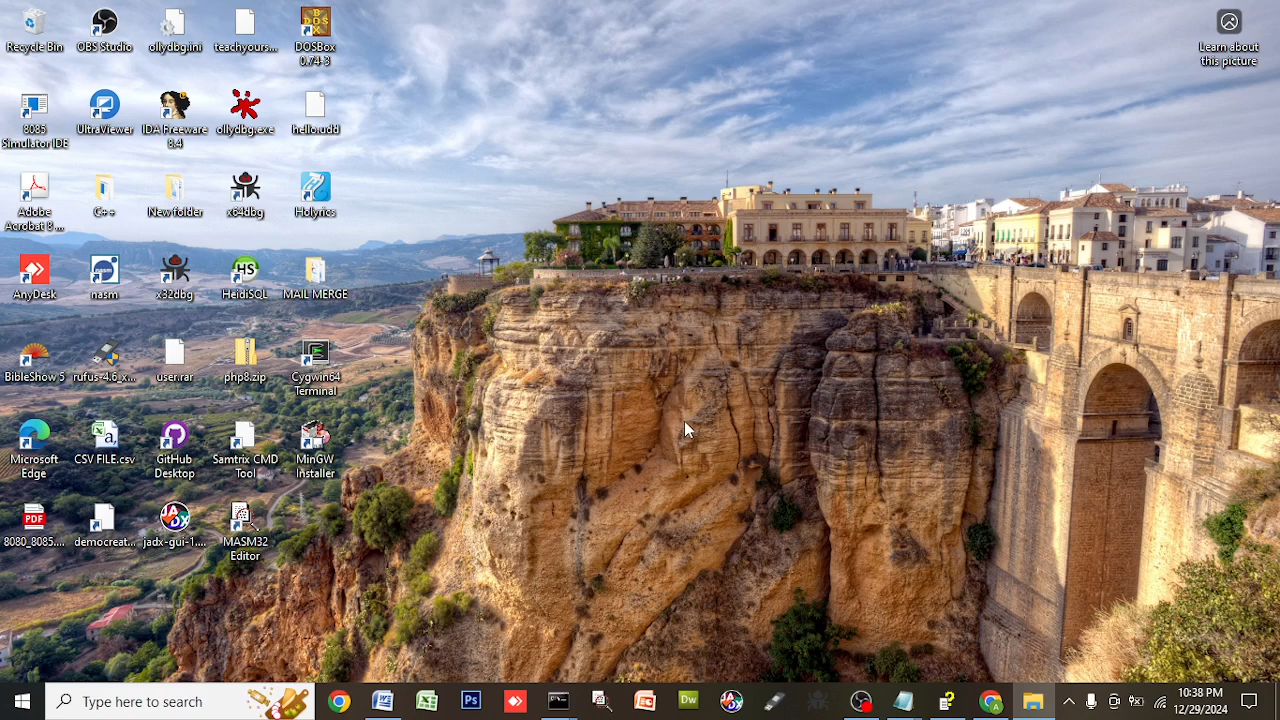 Recycle Bin
OBS Studio
ollydbg.ini
teachyours...
DOSBox
0.74-3
Learn about
this picture
8085
Simulator IDE
UltraViewer
IDA Freeware
8.4
ollydbg.exe
hello.udd
Adobe
Acrobat 8 ...
C++
New folder
x64dbg
Holyrics
AnyDesk
nasm
x32dbg
HeidiSQL
MAIL MERGE
BibleShow 5
rufus-4.6_x...
user.rar
php8.zip
Cygwin64
Terminal
Microsoft
Edge
CSV FILE.csv
GitHub
Desktop
Samtrix CMD
Tool
MinGW
Installer
8080_8085....
democreat...
jadx-gui-1....
MASM32
Editor
Type here to search
10:38 PM
12/29/2024